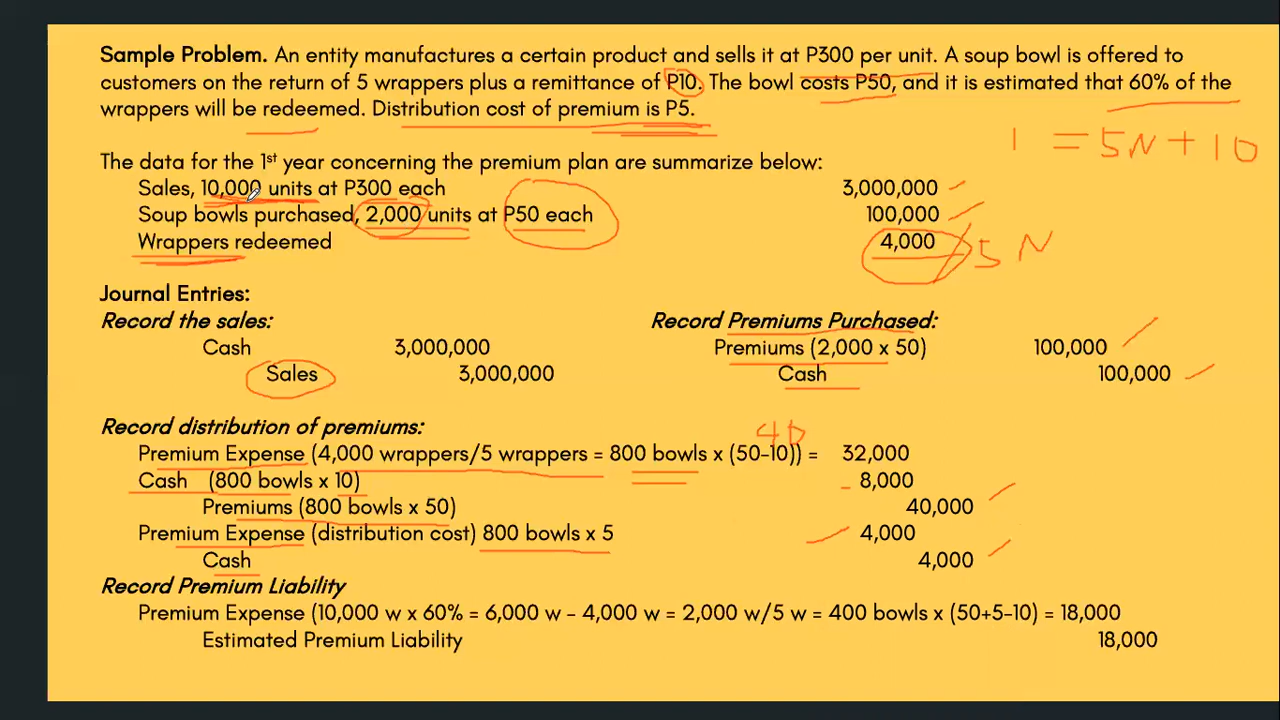 Sample Problem. An entity manufactures a certain product and sells it at P300 per unit. A soup bowl is offered to
customers on the return of 5 wrappers plus a remittance of P10. The bowl costs P50, and it is estimated that 60% of the
wrappers will be redeemed. Distribution cost of premium is P5.
1 = 5N + 10
The data for the 1st year concerning the premium plan are summarize below:
Sales, 10,000 units at P300 each 3,000,000
Soup bowls purchased, 2,000 units at P50 each 100,000
Wrappers redeemed 4,000 / 5 N
Journal Entries:
Record the sales: Record Premiums Purchased:
Cash 3,000,000 Premiums (2,000 x 50) 100,000
Sales 3,000,000 Cash 100,000
Record distribution of premiums:
40
Premium Expense (4,000 wrappers/5 wrappers = 800 bowls x (50-10)) = 32,000
Cash (800 bowls x 10) 8,000
Premiums (800 bowls x 50) 40,000
Premium Expense (distribution cost) 800 bowls x 5 4,000
Cash 4,000
Record Premium Liability
Premium Expense (10,000 w x 60% = 6,000 w – 4,000 w = 2,000 w/5 w = 400 bowls x (50+5-10) = 18,000
Estimated Premium Liability 18,000